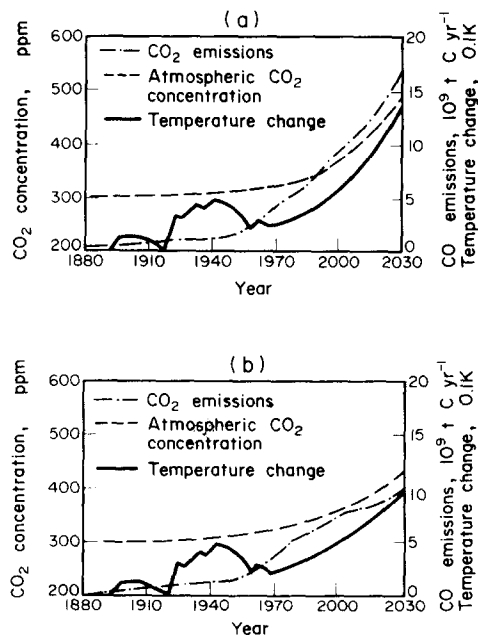 (a)
CO₂ concentration, ppm
600
500
400
300
200
CO₂ emissions
Atmospheric CO₂
concentration
Temperature change
20
15
10
5
0
CO emissions, 10⁹ t C yr⁻¹
Temperature change, 0.1K
1880
1910
1940
1970
2000
2030
Year
(b)
CO₂ concentration, ppm
600
500
400
300
200
CO₂ emissions
Atmospheric CO₂
concentration
Temperature change
20
15
10
5
0
CO emissions, 10⁹ t C yr⁻¹
Temperature change, 0.1K
1880
1910
1940
1970
2000
2030
Year